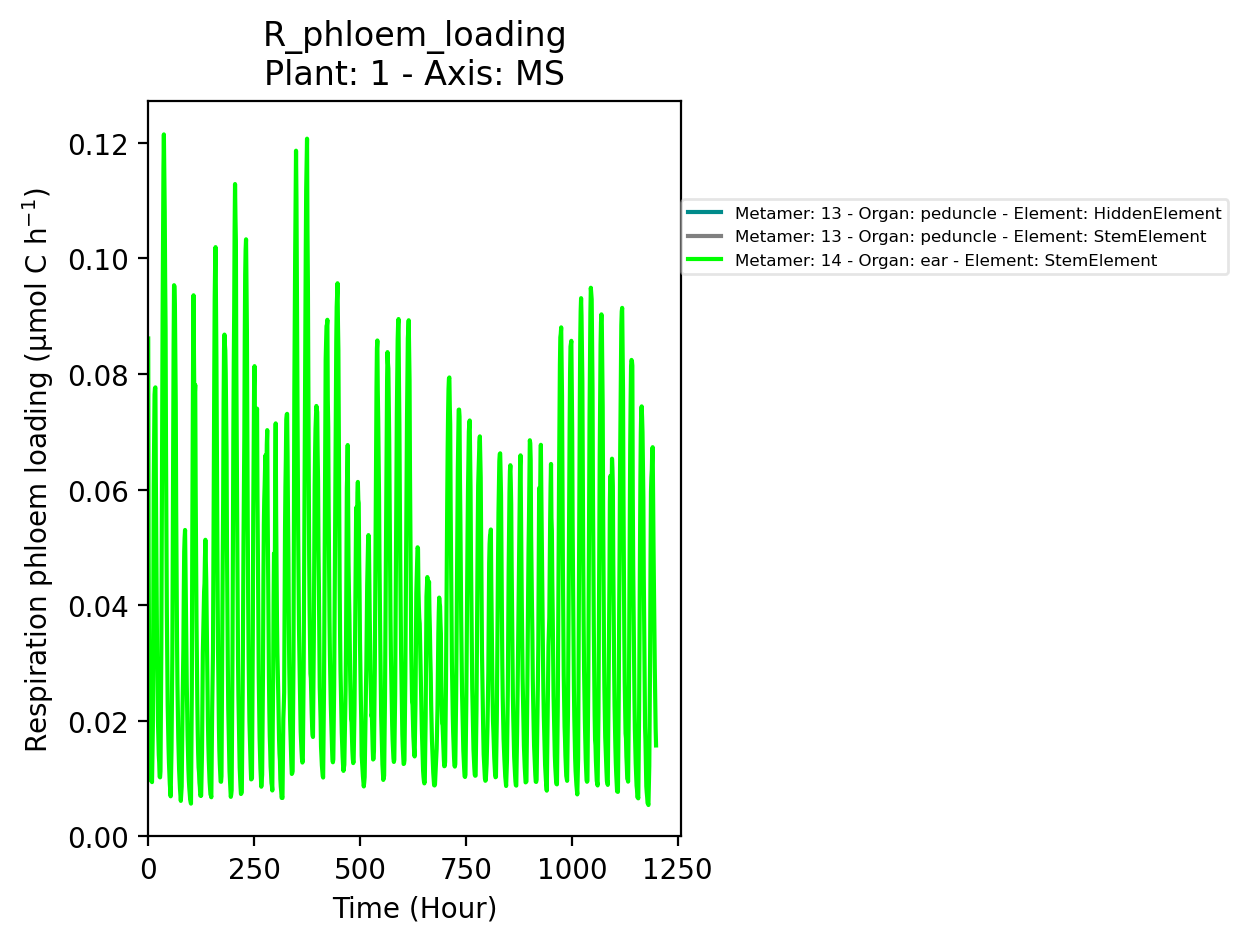 R_phloem_loading
Plant: 1 - Axis: MS
Respiration phloem loading (µmol C h⁻¹)
0.12
0.10
0.08
0.06
0.04
0.02
0.00
0 250 500 750 1000 1250
Time (Hour)
Metamer: 13 - Organ: peduncle - Element: HiddenElement
Metamer: 13 - Organ: peduncle - Element: StemElement
Metamer: 14 - Organ: ear - Element: StemElement